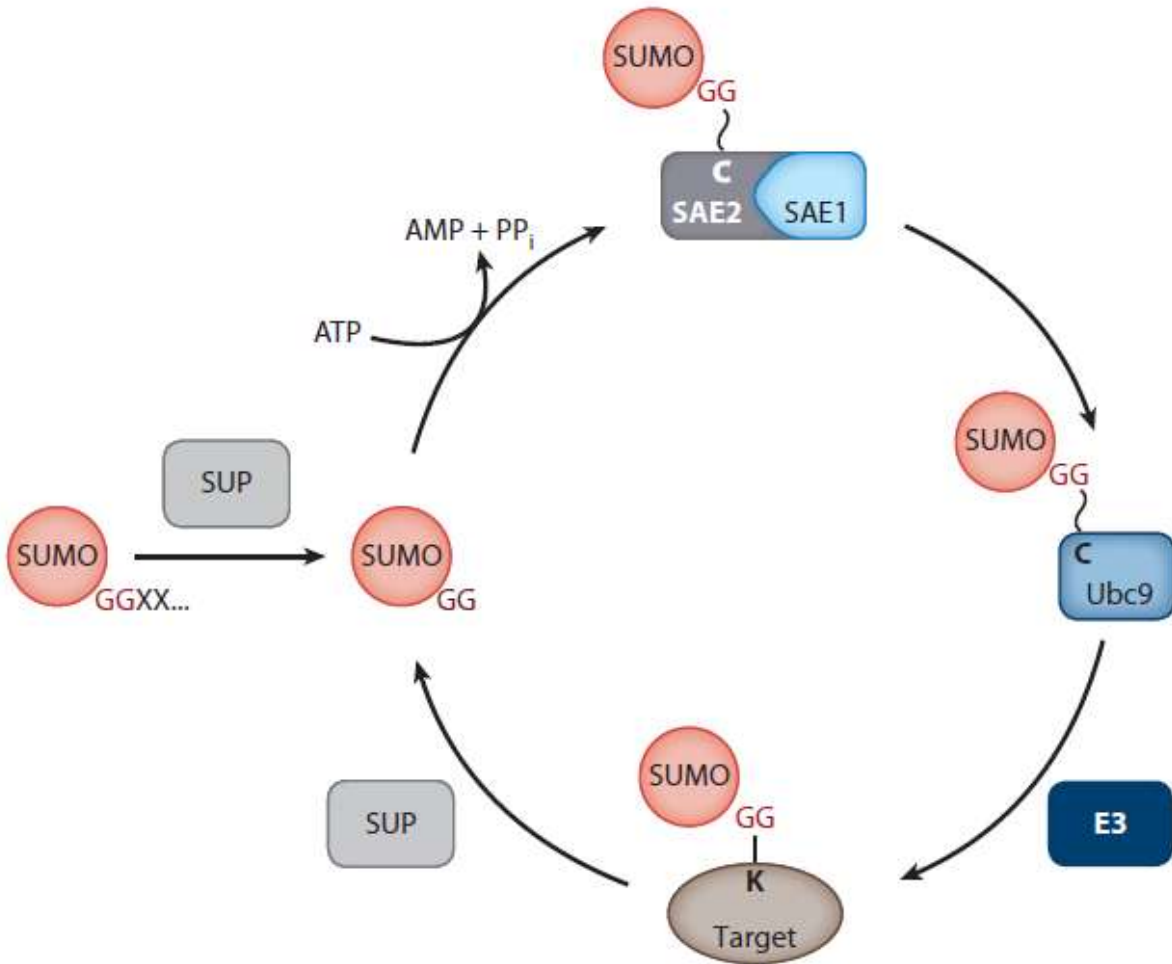 SUMO
GG
C
SAE2
SAE1
AMP + PPi
ATP
SUMO
GG
C
Ubc9
SUP
SUMO
GGXX...
SUMO
GG
SUMO
GG
K
Target
SUP
E3